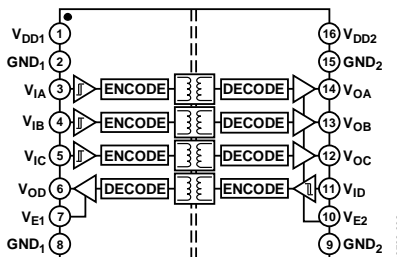 VDD1 1 16 VDD2
GND1 2 15 GND2
VIA 3 ENCODE DECODE 14 VOA
VIB 4 ENCODE DECODE 13 VOB
VIC 5 ENCODE DECODE 12 VOC
VOD 6 DECODE ENCODE 11 VID
VE1 7 10 VE2
GND1 8 9 GND2